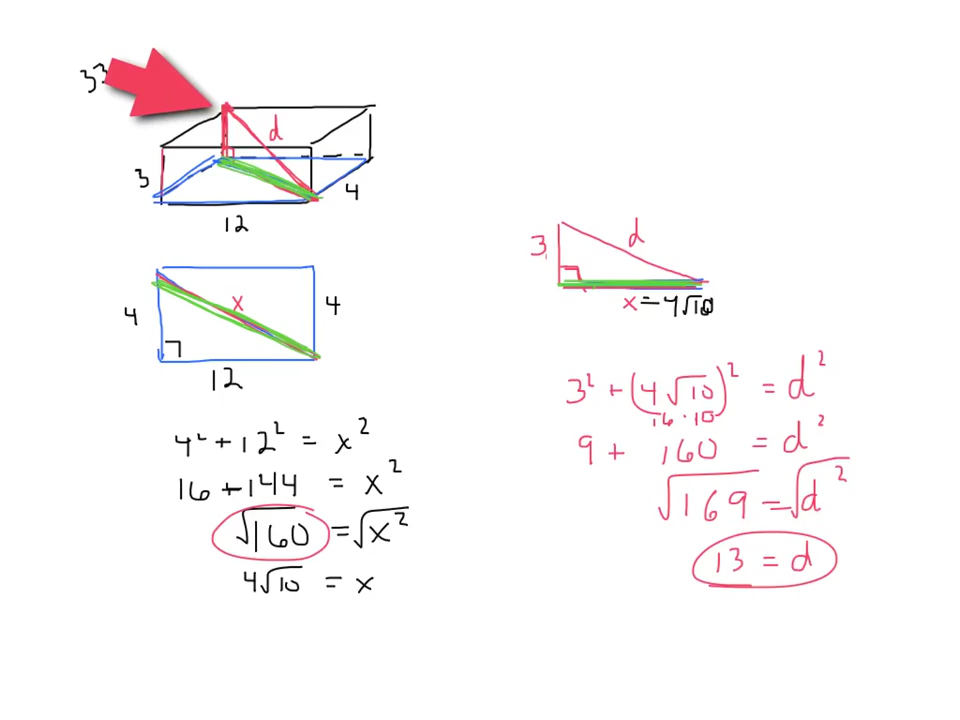 33
d
3
4
12
3
d
x = 4√10
4
x
4
12
4² + 12² = x²
16 + 144 = x²
√160 = √x²
4√10 = x
3² + (4√10)² = d²
16 · 10
9 + 160 = d²
√169 = √d²
13 = d